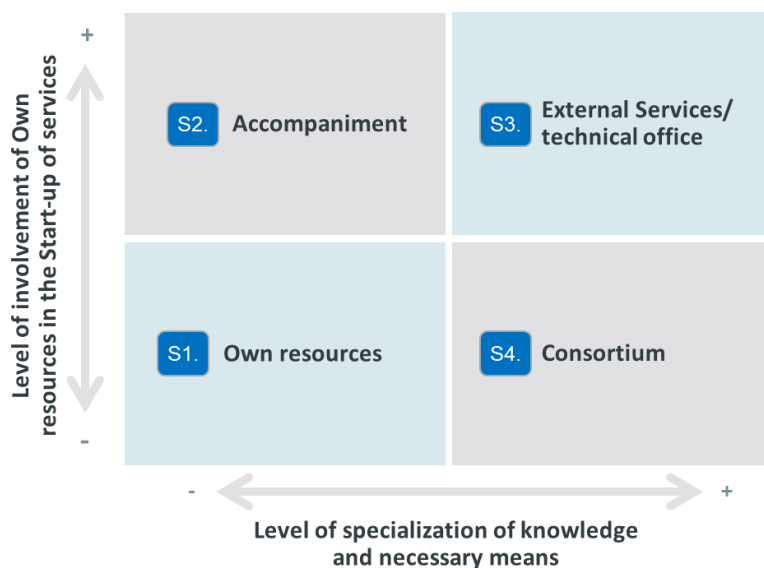 +
Level of involvement of Own
resources in the Start-up of services
-
S2. Accompaniment
S3. External Services/
technical office
S1. Own resources
S4. Consortium
- +
Level of specialization of knowledge
and necessary means